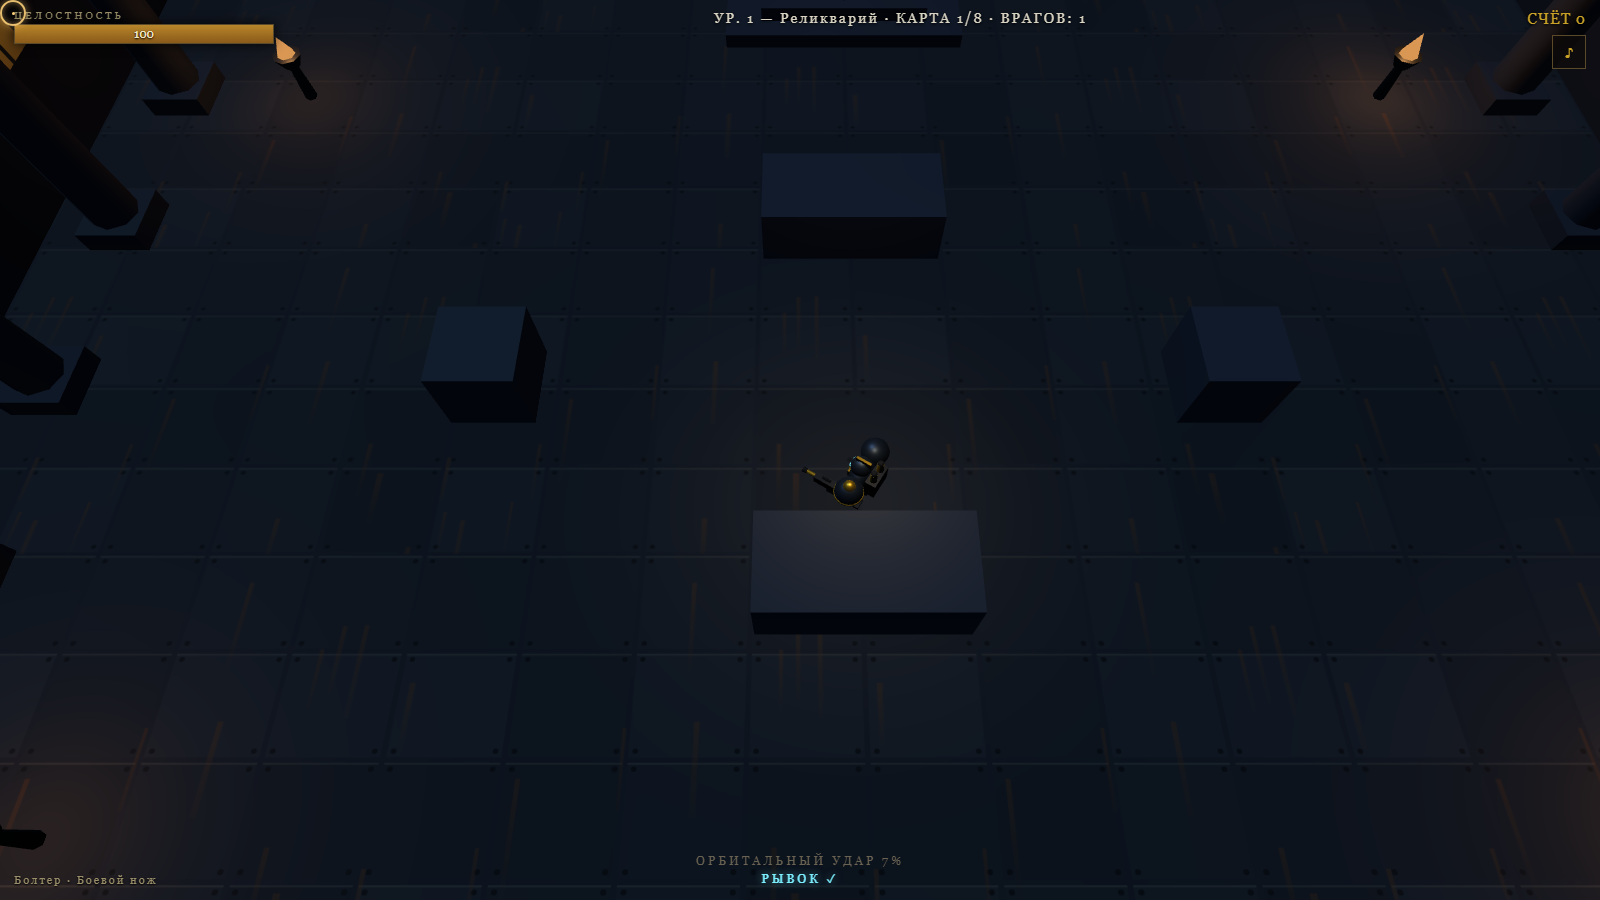 ЦЕЛОСТНОСТЬ
100
УР. 1 — Реликварий · КАРТА 1/8 · ВРАГОВ: 1
СЧЁТ 0
♪
ОРБИТАЛЬНЫЙ УДАР 7%
РЫВОК ✓
Болтер · Боевой нож